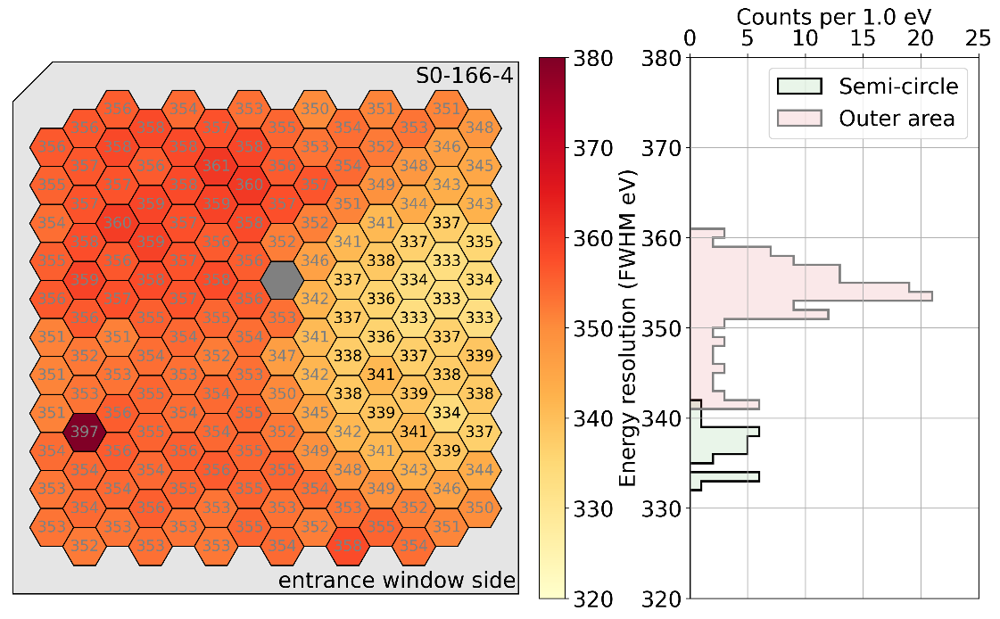 S0-166-4
356 354 353 350 351 351
356 358 357 355 354 353 348
356 358 358 358 353 352 346
357 356 361 356 348 345
355 357 358 360 357 349 343
357 359 359 357 351 344 343
354 360 357 358 352 341 337
358 359 352 341 337 335
355 356 357 356 346 338 333
359 356 358 337 334 334
356 357 357 355 342 336 333
356 355 355 353 337 333 333
351 351 355 354 341 336 337
352 354 352 347 338 337 339
351 353 353 353 342 341 338
353 355 354 350 338 339 338
351 356 354 355 345 339 334
397 355 355 352 342 341 337
354 356 356 355 349 341 339
354 355 356 355 348 343 344
353 354 354 355 352 349 346
354 356 353 354 353 352 350
353 353 353 355 352 355 351
352 353 353 354 358 354
entrance window side
380
370
360
350
340
330
320
Counts per 1.0 eV
0 5 10 15 20 25
Semi-circle
Outer area
Energy resolution (FWHM eV)
380
370
360
350
340
330
320